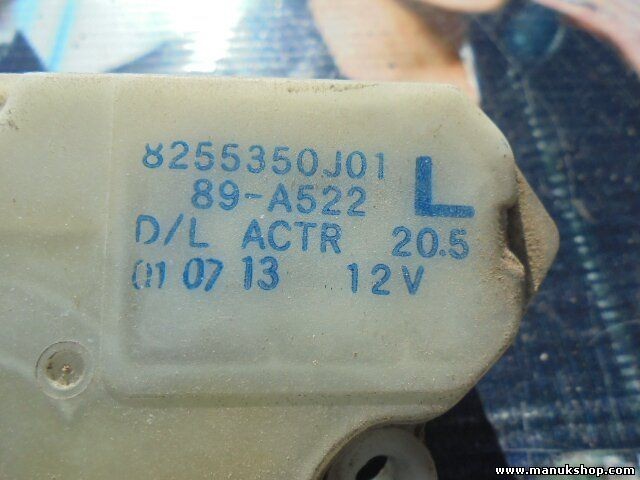 8255350J01
L
89-A522
D/L ACTR 20.5
01 07 13 12V
www.manukshop.com